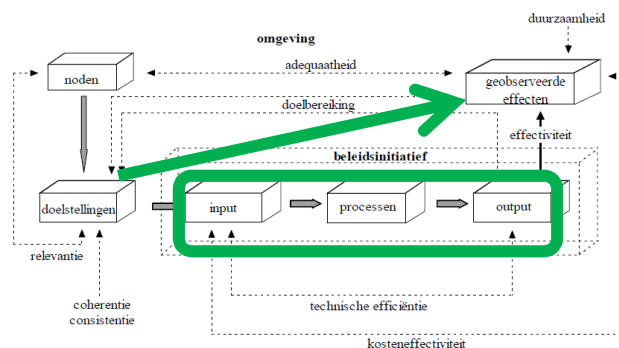 duurzaamheid
omgeving
adequaatheid
noden
geobserveerde
effecten
doelbereiking
effectiviteit
beleidsinitiatief
doelstellingen
input
processen
output
relevantie
coherentie
consistentie
technische efficiëntie
kosteneffectiviteit